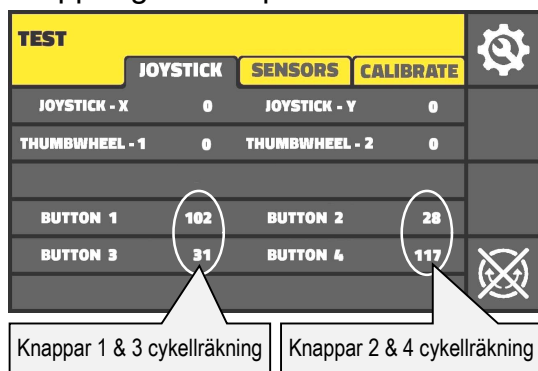 TEST
JOYSTICK SENSORS CALIBRATE
JOYSTICK - X 0 JOYSTICK - Y 0
THUMBWHEEL - 1 0 THUMBWHEEL - 2 0
BUTTON 1 102 BUTTON 2 28
BUTTON 3 31 BUTTON 4 117
Knappar 1 & 3 cykellräkning Knappar 2 & 4 cykellräkning